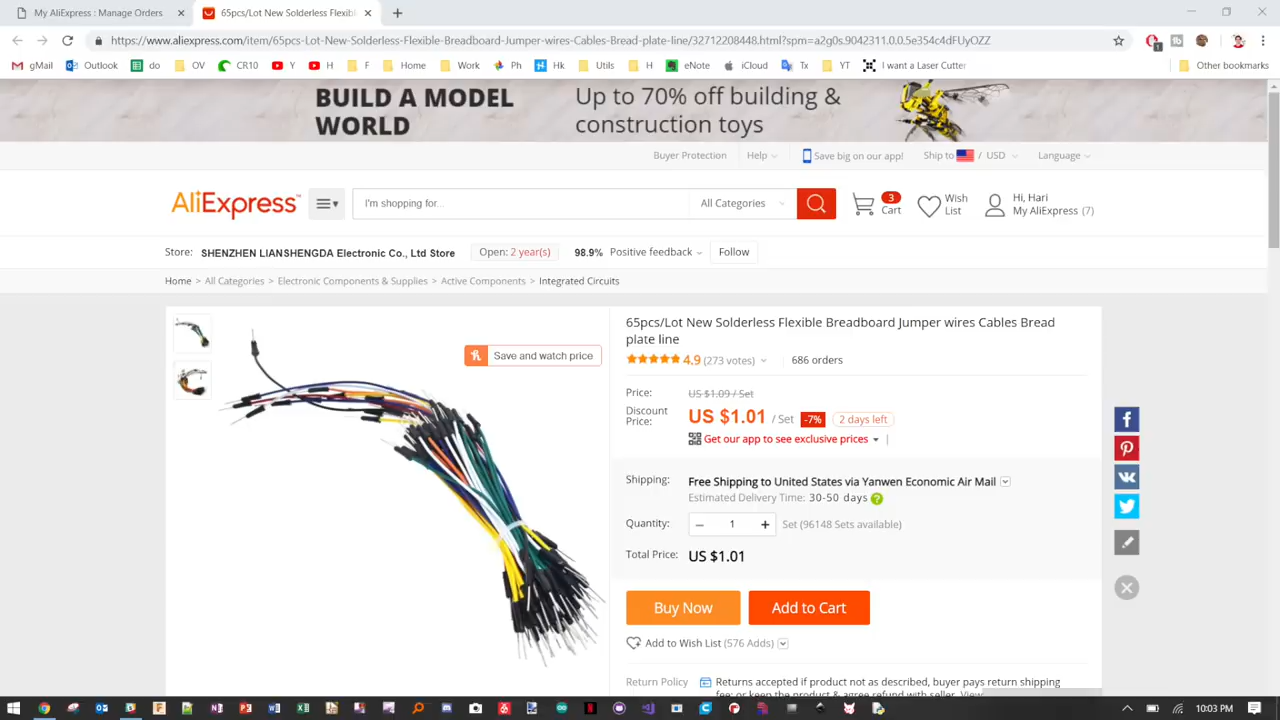 My AliExpress : Manage Orders
65pcs/Lot New Solderless Flexibl
https://www.aliexpress.com/item/65pcs-Lot-New-Solderless-Flexible-Breadboard-Jumper-wires-Cables-Bread-plate-line/32712208448.html?spm=a2g0s.9042311.0.0.5e354c4dFUyOZZ
gMail Outlook do OV CR10 Y H F Home Work Ph Hk Utils H eNote iCloud Tx YT I want a Laser Cutter Other bookmarks
BUILD A MODEL
WORLD
Up to 70% off building &
construction toys
Buyer Protection Help Save big on our app! Ship to / USD Language
AliExpress™
I'm shopping for...
All Categories
3
Cart
Wish
List
Hi, Hari
My AliExpress (7)
Store: SHENZHEN LIANSHENGDA Electronic Co., Ltd Store Open: 2 year(s) 98.9% Positive feedback Follow
Home > All Categories > Electronic Components & Supplies > Active Components > Integrated Circuits
Save and watch price
65pcs/Lot New Solderless Flexible Breadboard Jumper wires Cables Bread
plate line
4.9 (273 votes) 686 orders
Price: US $1.09 / Set
Discount
Price:
US $1.01 / Set -7% 2 days left
Get our app to see exclusive prices
Shipping: Free Shipping to United States via Yanwen Economic Air Mail
Estimated Delivery Time: 30-50 days ?
Quantity: − 1 + Set (96148 Sets available)
Total Price: US $1.01
Buy Now Add to Cart
Add to Wish List (576 Adds)
Return Policy Returns accepted if product not as described, buyer pays return shipping
fee; or keep the product & agree refund with seller. View
10:03 PM